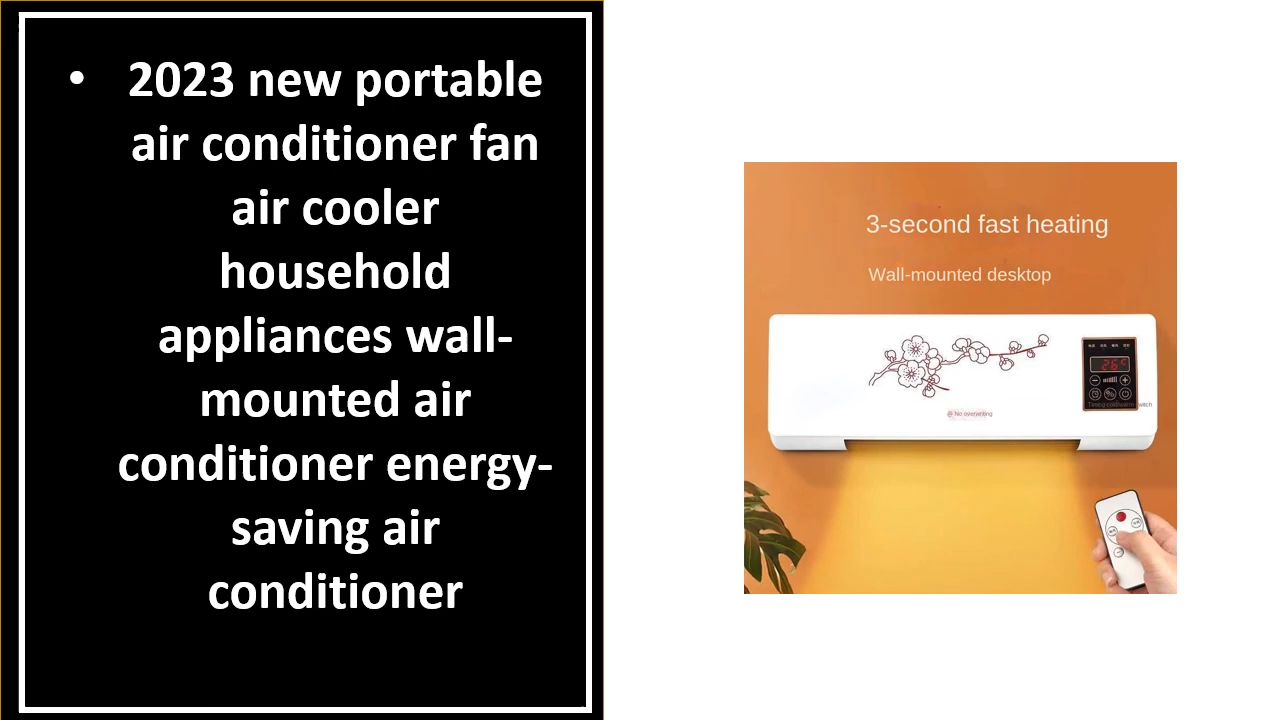 • 2023 new portable
air conditioner fan
air cooler
household
appliances wall-
mounted air
conditioner energy-
saving air
conditioner
3-second fast heating
Wall-mounted desktop
26°C
@ No overwriting